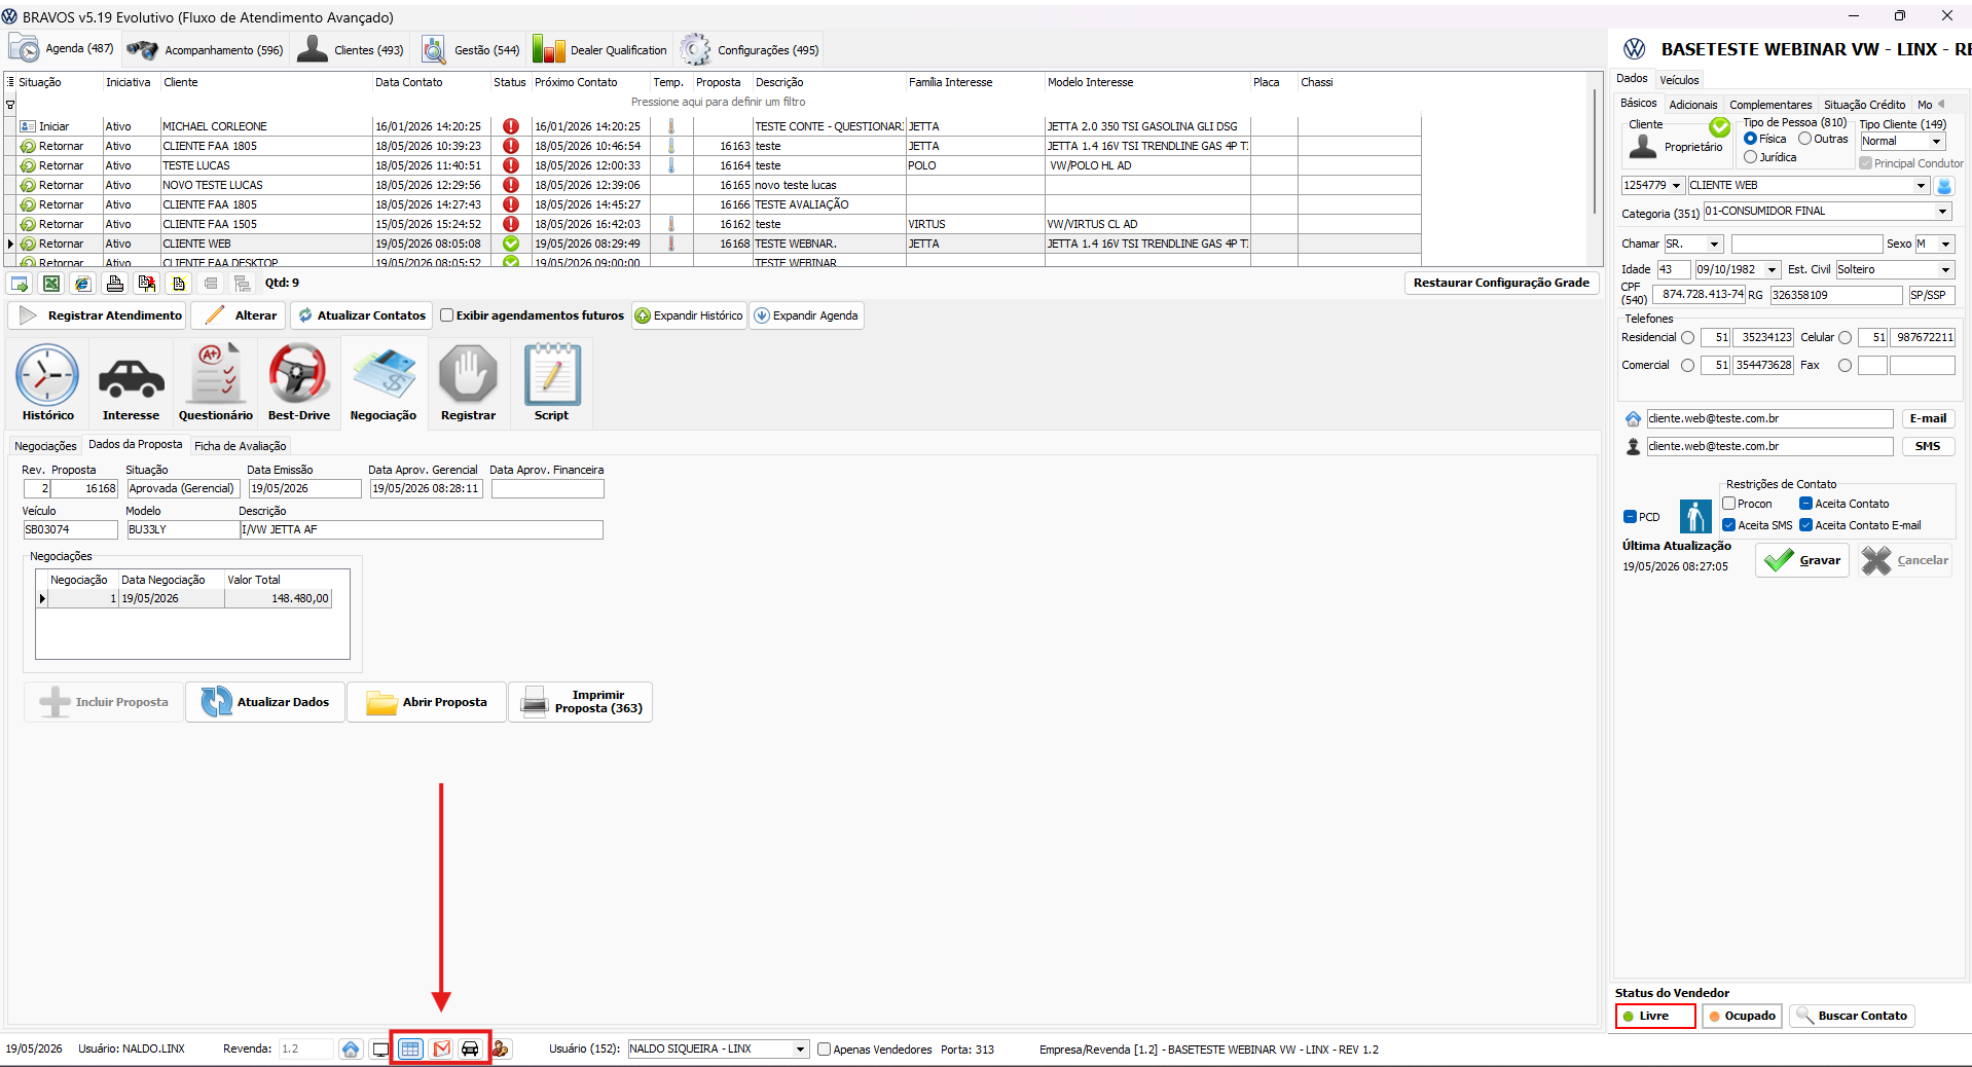 BRAVOS v5.19 Evolutivo (Fluxo de Atendimento Avançado)
Agenda (487) Acompanhamento (596) Clientes (493) Gestão (544) Dealer Qualification Configurações (495)
Situação Iniciativa Cliente Data Contato Status Próximo Contato Temp. Proposta Descrição Família Interesse Modelo Interesse Placa Chassi
Pressione aqui para definir um filtro
Iniciar Ativo MICHAEL CORLEONE 16/01/2026 14:20:25 16/01/2026 14:20:25 TESTE CONTE - QUESTIONAR: JETTA JETTA 2.0 350 TSI GASOLINA GLI DSG
Retornar Ativo CLIENTE FAA 1805 18/05/2026 10:39:23 18/05/2026 10:46:54 16163 teste JETTA JETTA 1.4 16V TSI TRENDLINE GAS 4P T:
Retornar Ativo TESTE LUCAS 18/05/2026 11:40:51 18/05/2026 12:00:33 16164 teste POLO VW/POLO HL AD
Retornar Ativo NOVO TESTE LUCAS 18/05/2026 12:29:56 18/05/2026 12:39:06 16165 novo teste lucas
Retornar Ativo CLIENTE FAA 1805 18/05/2026 14:27:43 18/05/2026 14:45:27 16166 TESTE AVALIAÇÃO
Retornar Ativo CLIENTE FAA 1505 15/05/2026 15:24:52 18/05/2026 16:42:03 16162 teste VIRTUS VW/VIRTUS CL AD
Retornar Ativo CLIENTE WEB 19/05/2026 08:05:08 19/05/2026 08:29:49 16168 TESTE WEBNAR. JETTA JETTA 1.4 16V TSI TRENDLINE GAS 4P T:
Retornar Ativo CLIENTE FAA DESKTOP 19/05/2026 08:05:52 19/05/2026 09:00:00 TESTE WEBINAR
Qtd: 9 Restaurar Configuração Grade
Registrar Atendimento Alterar Atualizar Contatos Exibir agendamentos futuros Expandir Histórico Expandir Agenda
Histórico Interesse Questionário Best-Drive Negociação Registrar Script
Negociações Dados da Proposta Ficha de Avaliação
Rev. Proposta Situação Data Emissão Data Aprov. Gerencial Data Aprov. Financeira
2 16168 Aprovada (Gerencial) 19/05/2026 19/05/2026 08:28:11
Veículo Modelo Descrição
SB03074 BU33LY I/VW JETTA AF
Negociações
Negociação Data Negociação Valor Total
1 19/05/2026 148.480,00
Incluir Proposta Atualizar Dados Abrir Proposta Imprimir Proposta (363)
BASETESTE WEBINAR VW - LINX - RE
Dados Veículos
Básicos Adicionais Complementares Situação Crédito Mo
Cliente Tipo de Pessoa (810) Tipo Cliente (149)
Proprietário Física Outras Normal
Jurídica Principal Condutor
1254779 CLIENTE WEB
Categoria (351) 01-CONSUMIDOR FINAL
Chamar SR. Sexo M
Idade 43 09/10/1982 Est. Civil Solteiro
CPF (540) 874.728.413-74 RG 326358109 SP/SSP
Telefones
Residencial 51 35234123 Celular 51 987672211
Comercial 51 354473628 Fax
cliente.web@teste.com.br E-mail
cliente.web@teste.com.br SMS
Restrições de Contato
PCD Procon Aceita Contato
Aceita SMS Aceita Contato E-mail
Última Atualização
19/05/2026 08:27:05 Gravar Cancelar
Status do Vendedor
Livre Ocupado Buscar Contato
19/05/2026 Usuário: NALDO.LINX Revenda: 1.2 Usuário (152): NALDO SIQUEIRA - LINX Apenas Vendedores Porta: 313 Empresa/Revenda [1.2] - BASETESTE WEBINAR VW - LINX - REV 1.2